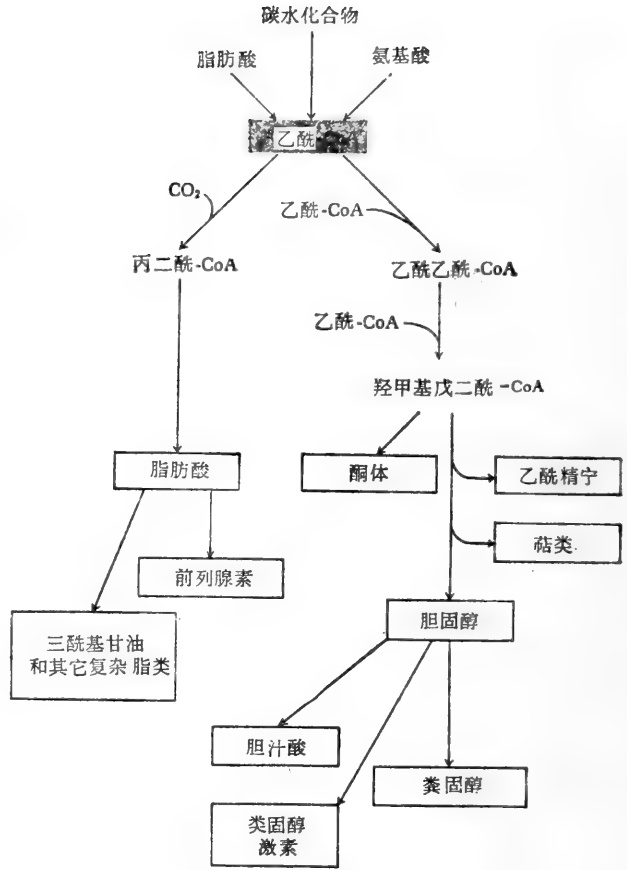 碳水化合物
脂肪酸
氨基酸
乙酰
CO₂
乙酰-CoA
丙二酰-CoA
乙酰乙酰-CoA
乙酰-CoA
羟甲基戊二酰-CoA
脂肪酸
酮体
乙酰精宁
萜类
前列腺素
胆固醇
三酰基甘油
和其它复杂脂类
胆汁酸
粪固醇
类固醇
激素